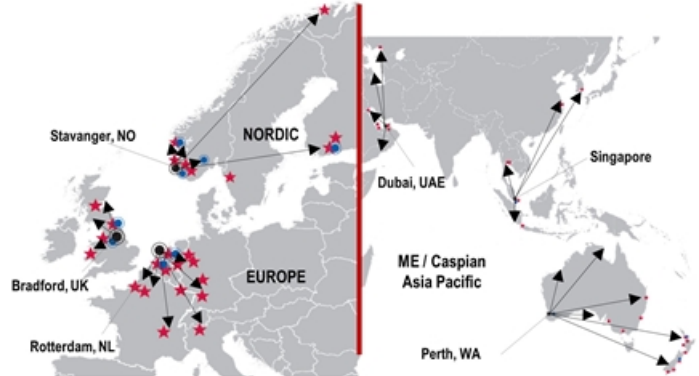 Stavanger, NO
NORDIC
Bradford, UK
EUROPE
Rotterdam, NL
Dubai, UAE
Singapore
ME / Caspian
Asia Pacific
Perth, WA